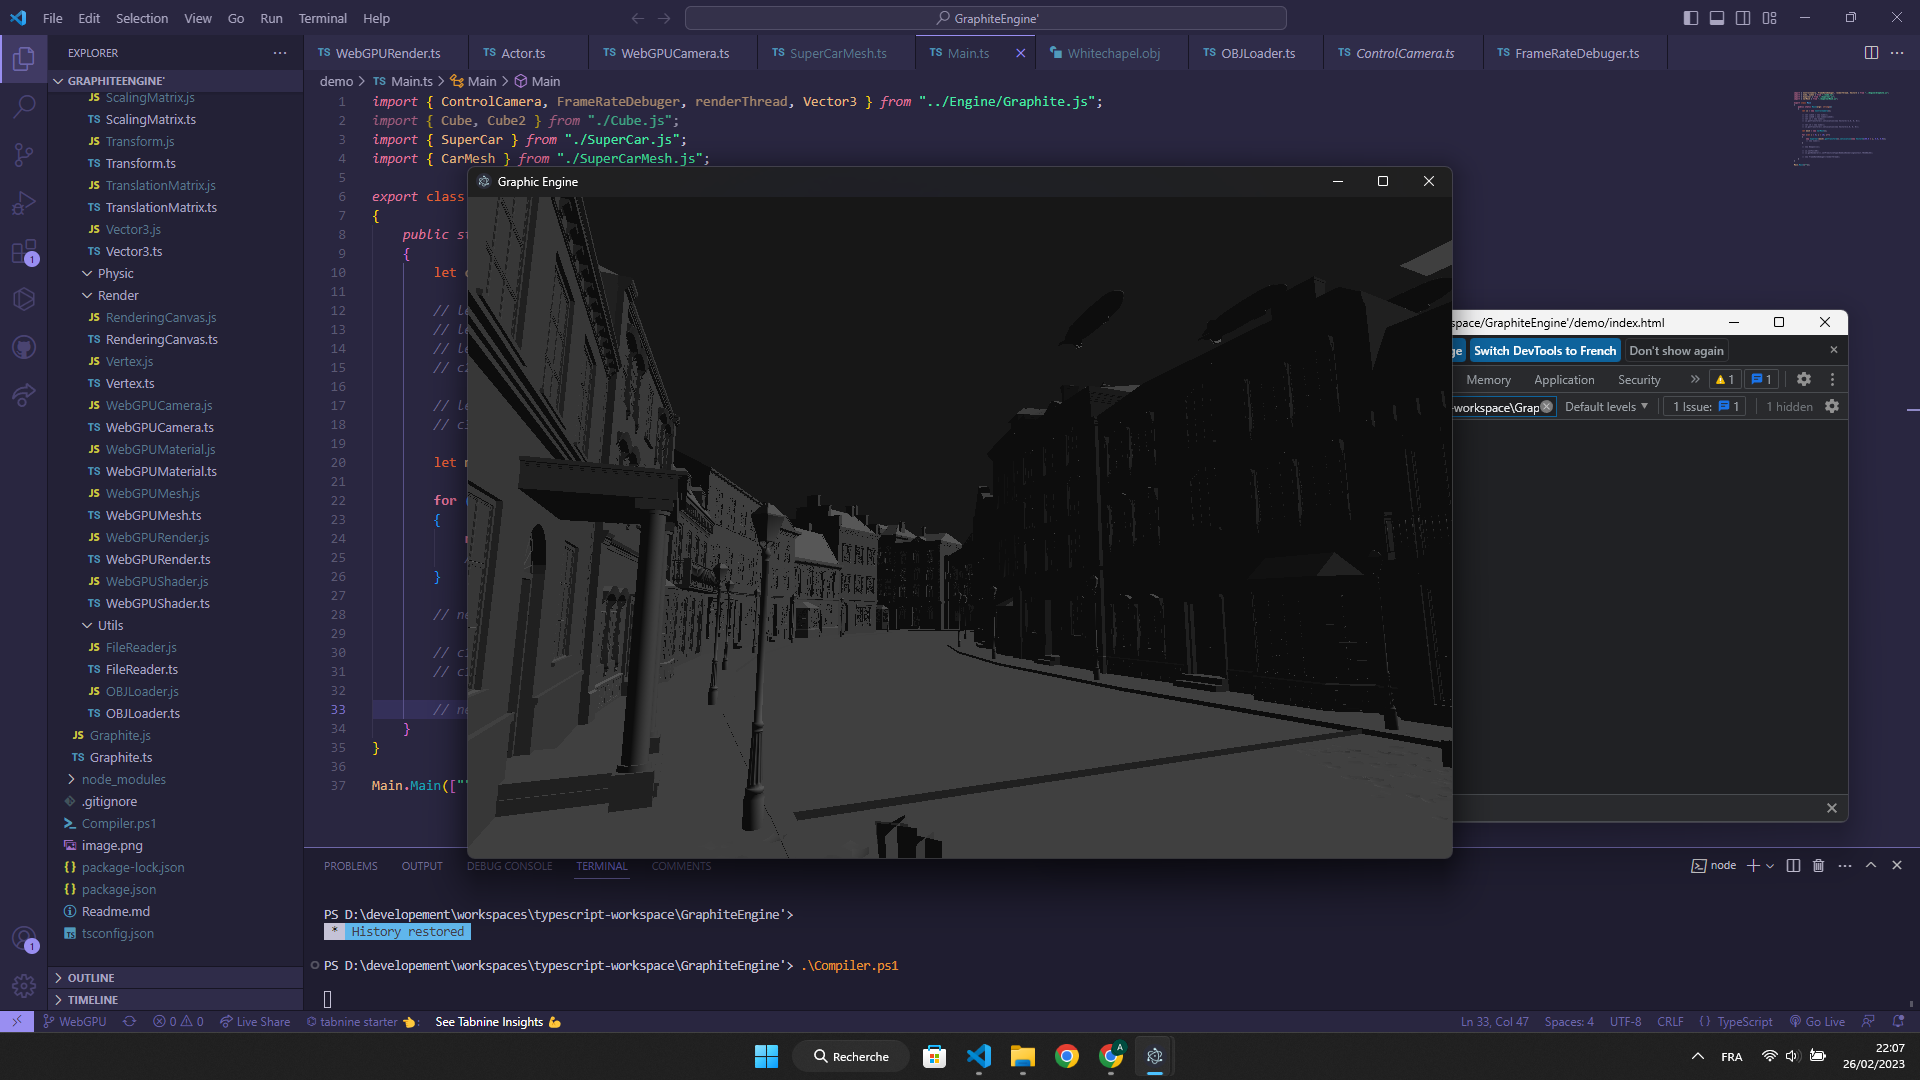 File Edit Selection View Go Run Terminal Help
GraphiteEngine'
EXPLORER
GRAPHITEENGINE'
JS ScalingMatrix.js
TS ScalingMatrix.ts
JS Transform.js
TS Transform.ts
JS TranslationMatrix.js
TS TranslationMatrix.ts
JS Vector3.js
TS Vector3.ts
Physic
Render
JS RenderingCanvas.js
TS RenderingCanvas.ts
JS Vertex.js
TS Vertex.ts
JS WebGPUCamera.js
TS WebGPUCamera.ts
JS WebGPUMaterial.js
TS WebGPUMaterial.ts
JS WebGPUMesh.js
TS WebGPUMesh.ts
JS WebGPURender.js
TS WebGPURender.ts
JS WebGPUShader.js
TS WebGPUShader.ts
Utils
JS FileReader.js
TS FileReader.ts
JS OBJLoader.js
TS OBJLoader.ts
JS Graphite.js
TS Graphite.ts
node_modules
.gitignore
Compiler.ps1
image.png
{} package-lock.json
{} package.json
Readme.md
TS tsconfig.json
OUTLINE
TIMELINE
TS WebGPURender.ts TS Actor.ts TS WebGPUCamera.ts TS SuperCarMesh.ts TS Main.ts Whitechapel.obj TS OBJLoader.ts TS ControlCamera.ts TS FrameRateDebuger.ts
demo > TS Main.ts > Main > Main
1 import { ControlCamera, FrameRateDebuger, renderThread, Vector3 } from "../Engine/Graphite.js";
2 import { Cube, Cube2 } from "./Cube.js";
3 import { SuperCar } from "./SuperCar.js";
4 import { CarMesh } from "./SuperCarMesh.js";
5
6 export class
7 {
8 public st
9 {
10 let
11
12 // le
13 // le
14 // le
15 // c
16
17 // le
18 // c
19
20 let
21
22 for
23 {
24
25
26 }
27
28 // ne
29
30 // c
31 // c
32
33 // ne
34 }
35 }
36
37 Main.Main([""
Graphic Engine
space/GraphiteEngine'/demo/index.html
ge Switch DevTools to French Don't show again
Memory Application Security » 1 1
-workspace\Grap Default levels 1 Issue: 1 1 hidden
PROBLEMS OUTPUT DEBUG CONSOLE TERMINAL COMMENTS
node
PS D:\developement\workspaces\typescript-workspace\GraphiteEngine'>
* History restored
PS D:\developement\workspaces\typescript-workspace\GraphiteEngine'> .\Compiler.ps1
1
1
WebGPU 0 0 Live Share tabnine starter See Tabnine Insights Ln 33, Col 47 Spaces: 4 UTF-8 CRLF {} TypeScript Go Live
Recherche
A
FRA
22:07
26/02/2023